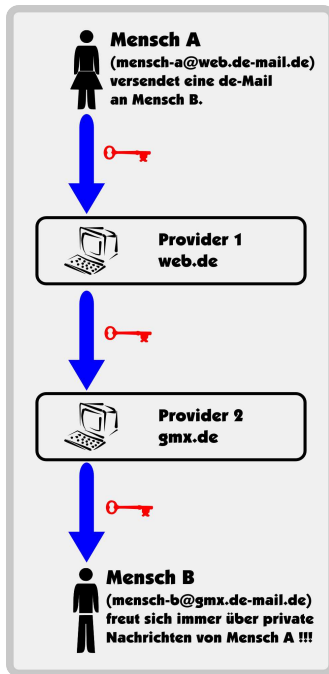 Mensch A
(mensch-a@web.de-mail.de)
versendet eine de-Mail
an Mensch B.
Provider 1
web.de
Provider 2
gmx.de
Mensch B
(mensch-b@gmx.de-mail.de)
freut sich immer über private
Nachrichten von Mensch A !!!